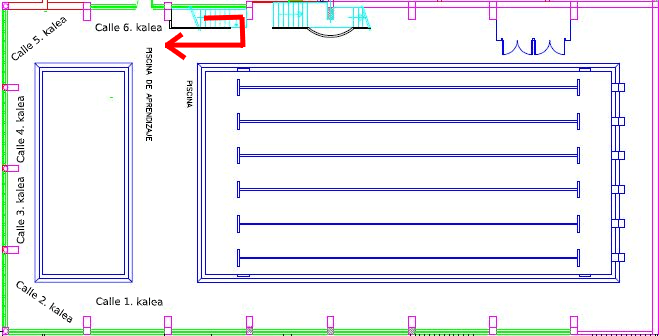 Calle 5. kalea
Calle 6. kalea
PISCINA DE APRENDIZAJE
PISCINA
Calle 4. kalea
Calle 3. kalea
Calle 2. kalea
Calle 1. kalea